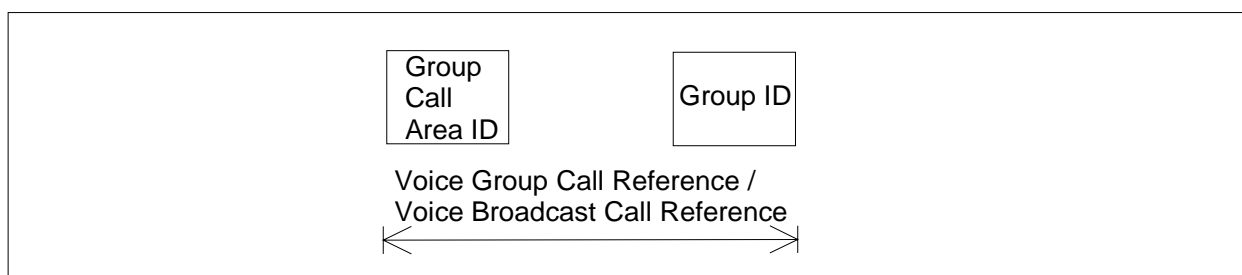 Group
Call
Area ID
Group ID
Voice Group Call Reference /
Voice Broadcast Call Reference